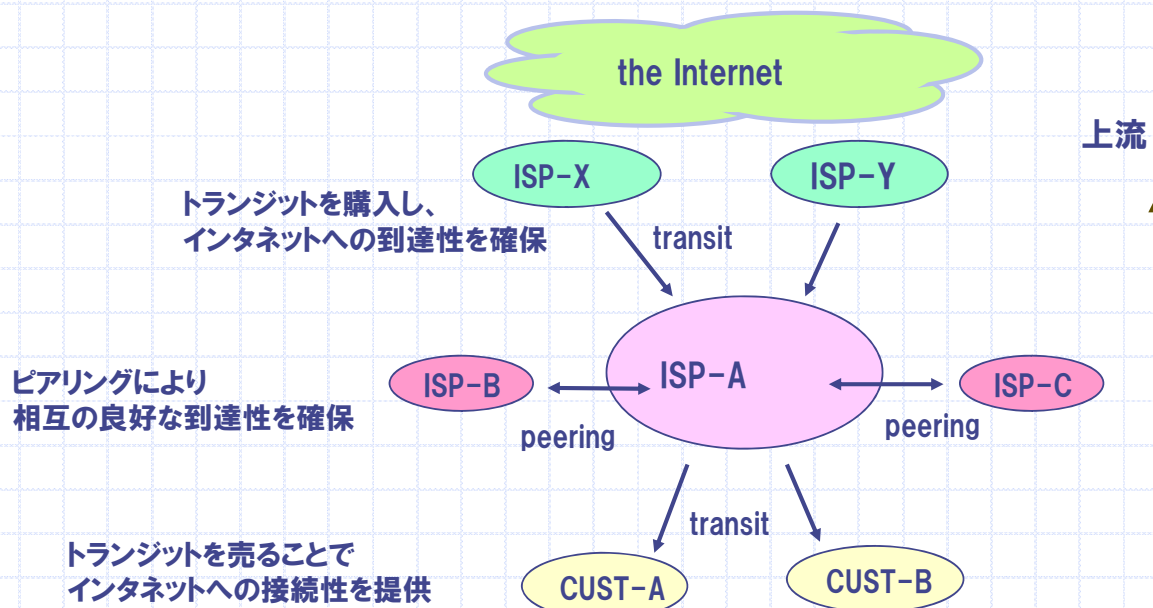 the Internet
上流
ISP-X
ISP-Y
トランジットを購入し、
インタネットへの到達性を確保
transit
ピアリングにより
相互の良好な到達性を確保
ISP-B
ISP-A
ISP-C
peering
peering
transit
トランジットを売ることで
インタネットへの接続性を提供
CUST-A
CUST-B